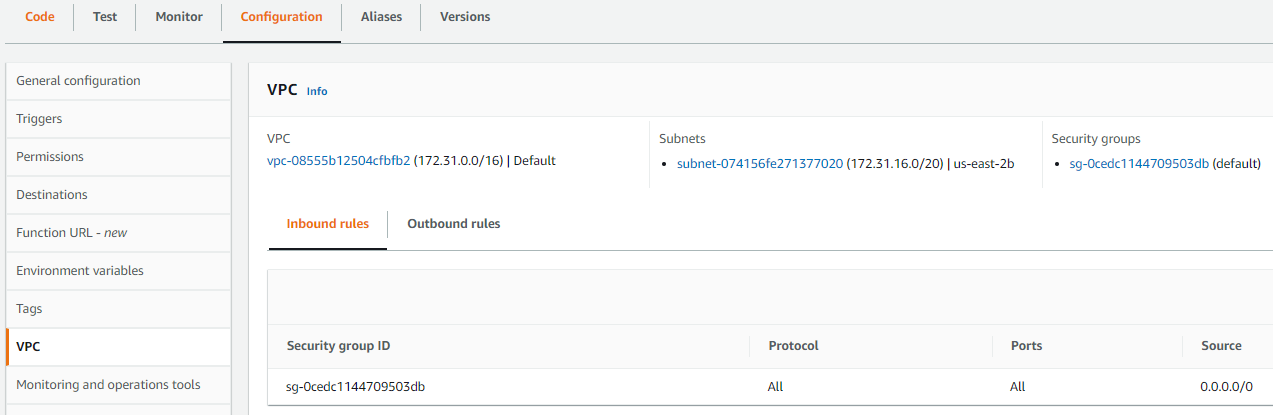 Code Test Monitor Configuration Aliases Versions
General configuration
Triggers
Permissions
Destinations
Function URL - new
Environment variables
Tags
VPC
Monitoring and operations tools
VPC Info
VPC
vpc-08555b12504cfbfb2 (172.31.0.0/16) | Default
Subnets
• subnet-074156fe271377020 (172.31.16.0/20) | us-east-2b
Security groups
• sg-0cedc1144709503db (default)
Inbound rules Outbound rules
Security group ID Protocol Ports Source
sg-0cedc1144709503db All All 0.0.0.0/0